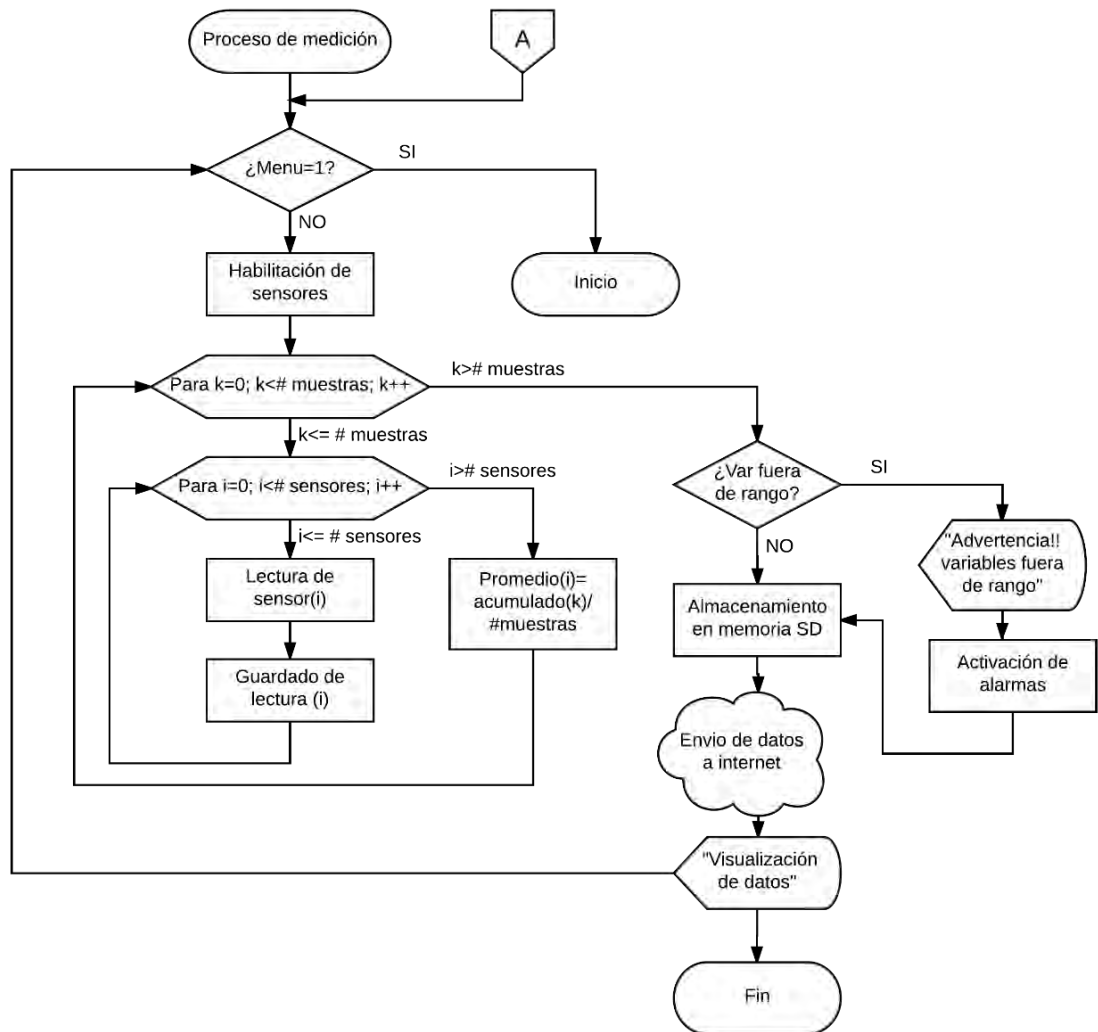 Proceso de medición
A
¿Menu=1?
SI
NO
Habilitación de
sensores
Inicio
Para k=0; k<# muestras; k++
k># muestras
k<= # muestras
Para i=0; i<# sensores; i++
i># sensores
i<= # sensores
Lectura de
sensor(i)
Promedio(i)=
acumulado(k)/
#muestras
Guardado de
lectura (i)
¿Var fuera
de rango?
SI
NO
"Advertencia!!
variables fuera
de rango"
Almacenamiento
en memoria SD
Activación de
alarmas
Envio de datos
a internet
"Visualización
de datos"
Fin